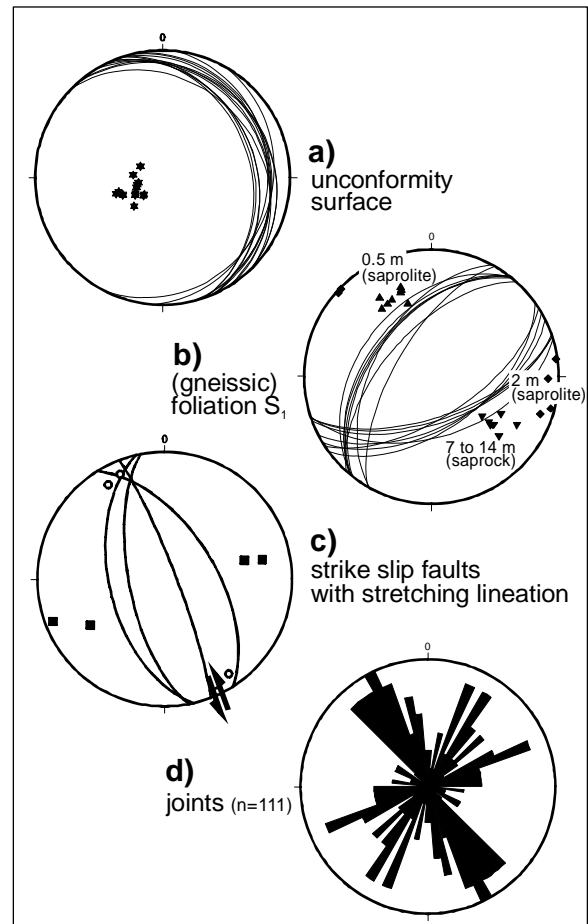 0
a)
unconformity
surface
0
0.5 m
(saprolite)
b)
(gneissic)
foliation S₁
2 m
(saprolite)
7 to 14 m
(saprock)
0
c)
strike slip faults
with stretching lineation
0
d)
joints (n=111)